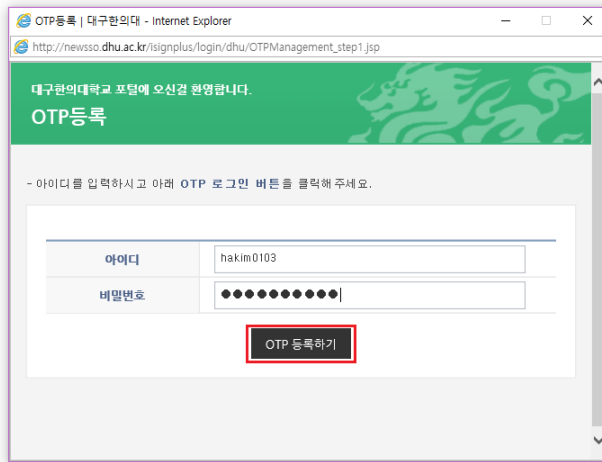 OTP등록 | 대구한의대 - Internet Explorer
http://newsso.dhu.ac.kr/isignplus/login/dhu/OTPManagement_step1.jsp
대구한의대학교 포털에 오신걸 환영합니다.
OTP등록
- 아이디를 입력하시고 아래 OTP 로그인 버튼을 클릭해주세요.
아이디 hakim0103
비밀번호 ●●●●●●●●●●
OTP 등록하기